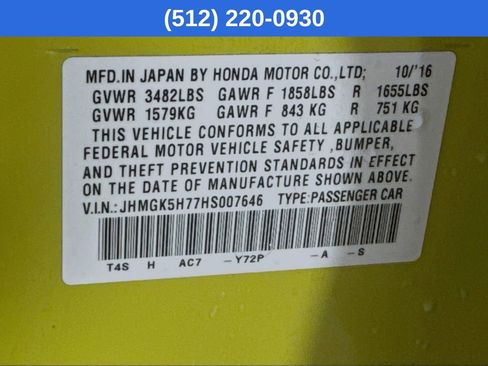 (512) 220-0930
MFD.IN JAPAN BY HONDA MOTOR CO.,LTD; 10/'16
GVWR 3482LBS GAWR F 1858LBS R 1655LBS
GVWR 1579KG GAWR F 843 KG R 751 KG
THIS VEHICLE CONFORMS TO ALL APPLICABLE
FEDERAL MOTOR VEHICLE SAFETY ,BUMPER,
AND THEFT PREVENTION STANDARDS IN EFFECT
ON THE DATE OF MANUFACTURE SHOWN ABOVE.
V.I.N.:JHMGK5H77HS007646 TYPE:PASSENGER CAR
T4S H AC7 -Y72P -A -S